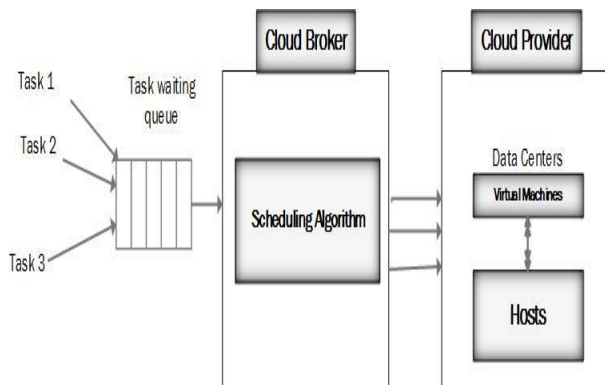 Cloud Broker
Cloud Provider
Task 1
Task waiting
queue
Task 2
Task 3
Scheduling Algorithm
Data Centers
Virtual Machines
Hosts